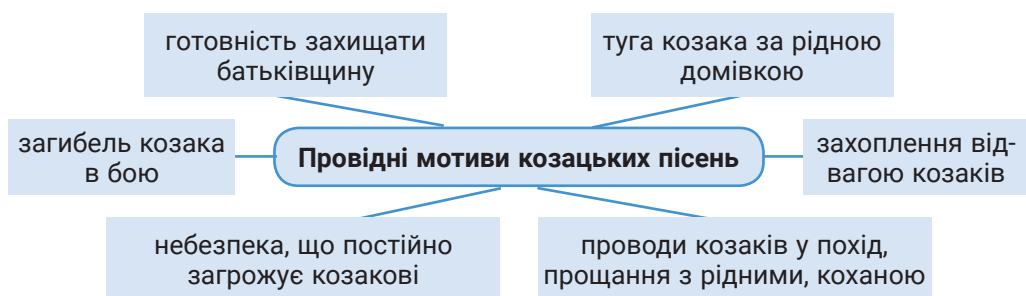 готовність захищати
батьківщину
туга козака за рідною
домівкою
загибель козака
в бою
Провідні мотиви козацьких пісень
захоплення від-
вагою козаків
небезпека, що постійно
загрожує козакові
проводи козаків у похід,
прощання з рідними, коханою